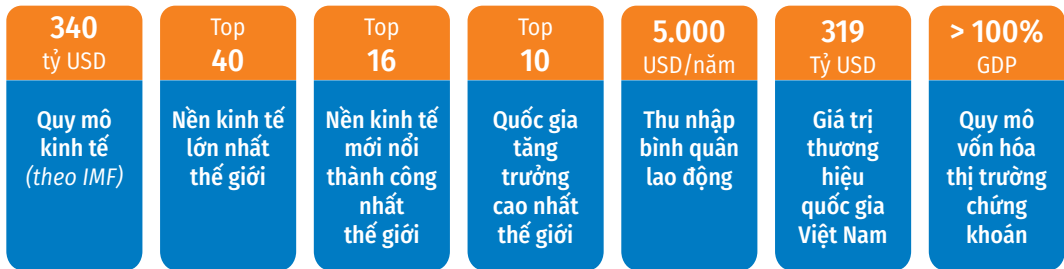 340
tỷ USD
Quy mô
kinh tế
(theo IMF)
Top
40
Nền kinh tế
lớn nhất
thế giới
Top
16
Nền kinh tế
mới nổi
thành công
nhất
thế giới
Top
10
Quốc gia
tăng
trưởng
cao nhất
thế giới
5.000
USD/năm
Thu nhập
bình quân
lao động
319
Tỷ USD
Giá trị
thương
hiệu
quốc gia
Việt Nam
> 100%
GDP
Quy mô
vốn hóa
thị trường
chứng
khoán